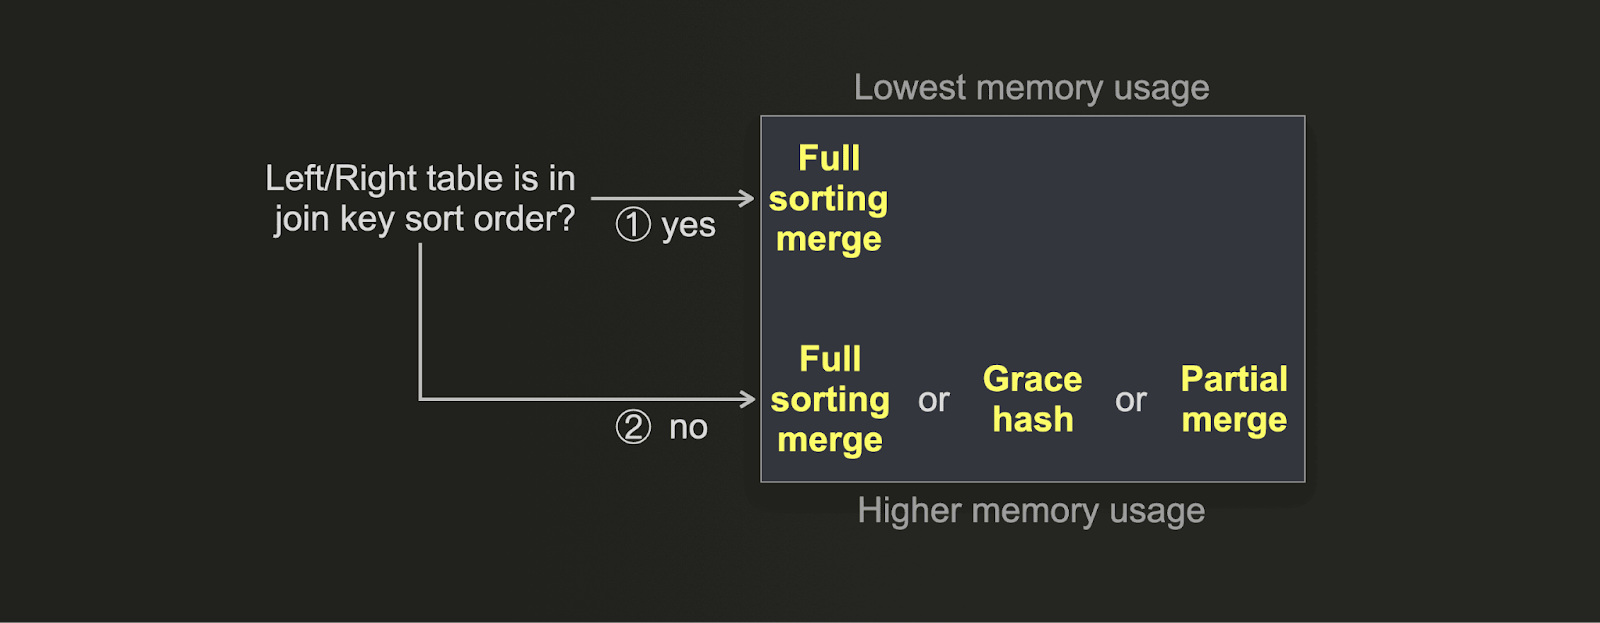 Lowest memory usage
Left/Right table is in
join key sort order?
① yes
Full
sorting
merge
② no
Full
sorting
merge
or
Grace
hash
or
Partial
merge
Higher memory usage